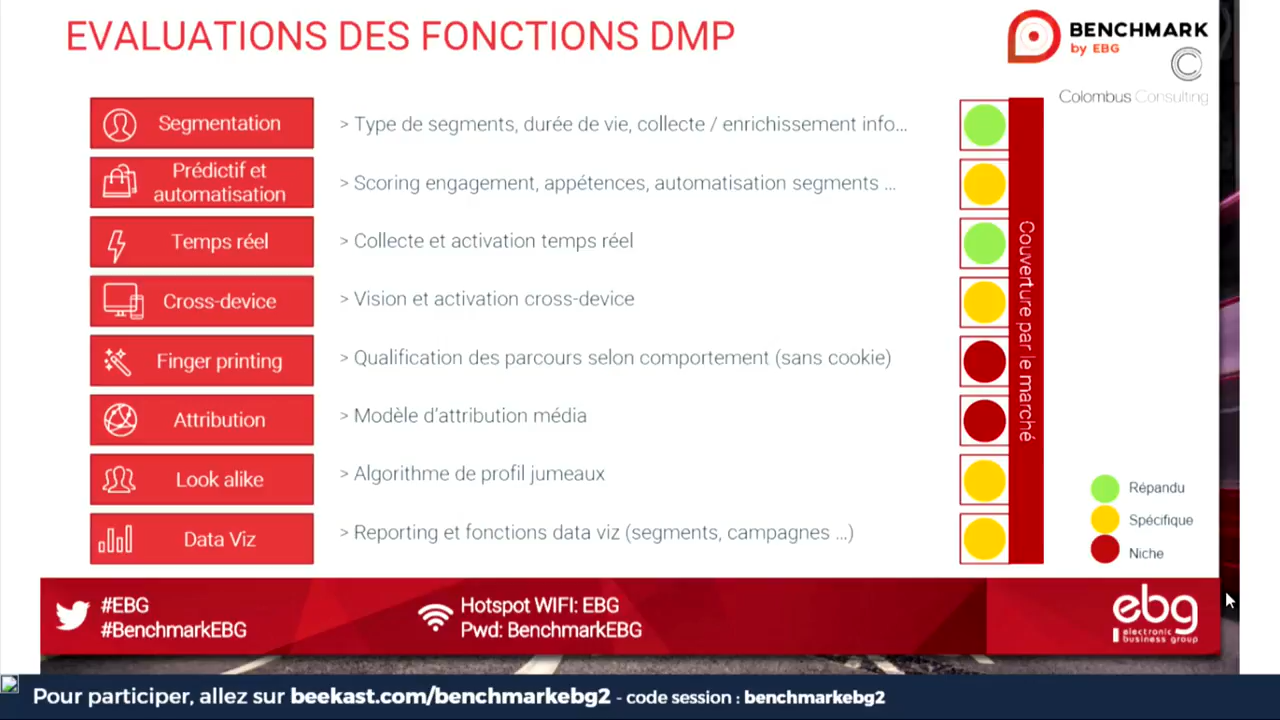 EVALUATIONS DES FONCTIONS DMP
BENCHMARK
by EBG
Colombus Consulting
Segmentation
> Type de segments, durée de vie, collecte / enrichissement info...
Prédictif et
automatisation
> Scoring engagement, appétences, automatisation segments ...
Temps réel
> Collecte et activation temps réel
Cross-device
> Vision et activation cross-device
Finger printing
> Qualification des parcours selon comportement (sans cookie)
Attribution
> Modèle d'attribution média
Look alike
> Algorithme de profil jumeaux
Data Viz
> Reporting et fonctions data viz (segments, campagnes ...)
Couverture par le marché
Répandu
Spécifique
Niche
#EBG
#BenchmarkEBG
Hotspot WIFI: EBG
Pwd: BenchmarkEBG
ebg
electronic
business group
Pour participer, allez sur beekast.com/benchmarkebg2 - code session : benchmarkebg2